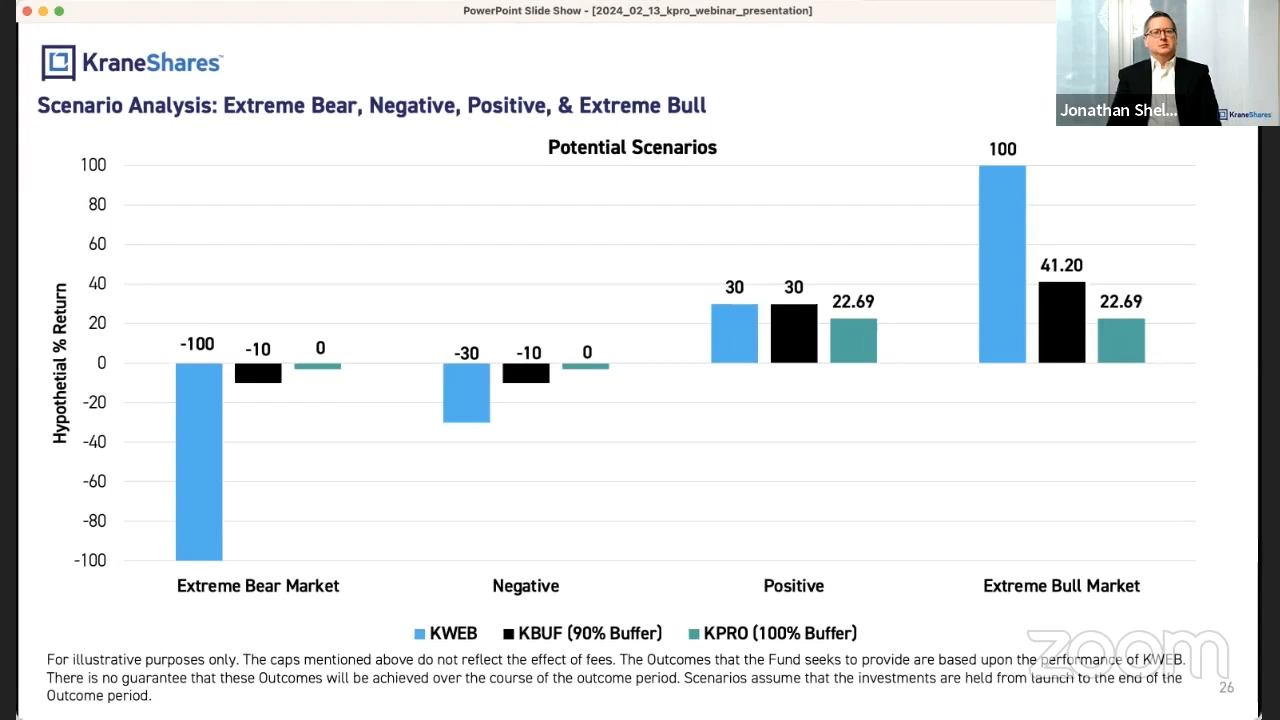 PowerPoint Slide Show - [2024_02_13_kpro_webinar_presentation]
KraneShares™
Jonathan Shel...
KraneShares
Scenario Analysis: Extreme Bear, Negative, Positive, & Extreme Bull
Potential Scenarios
Hypothetial % Return
100
80
60
40
20
0
-20
-40
-60
-80
-100
-100
-10
0
-30
-10
0
30
30
22.69
100
41.20
22.69
Extreme Bear Market
Negative
Positive
Extreme Bull Market
KWEB
KBUF (90% Buffer)
KPRO (100% Buffer)
For illustrative purposes only. The caps mentioned above do not reflect the effect of fees. The Outcomes that the Fund seeks to provide are based upon the performance of KWEB.
There is no guarantee that these Outcomes will be achieved over the course of the outcome period. Scenarios assume that the investments are held from launch to the end of the
Outcome period.
zoom
26